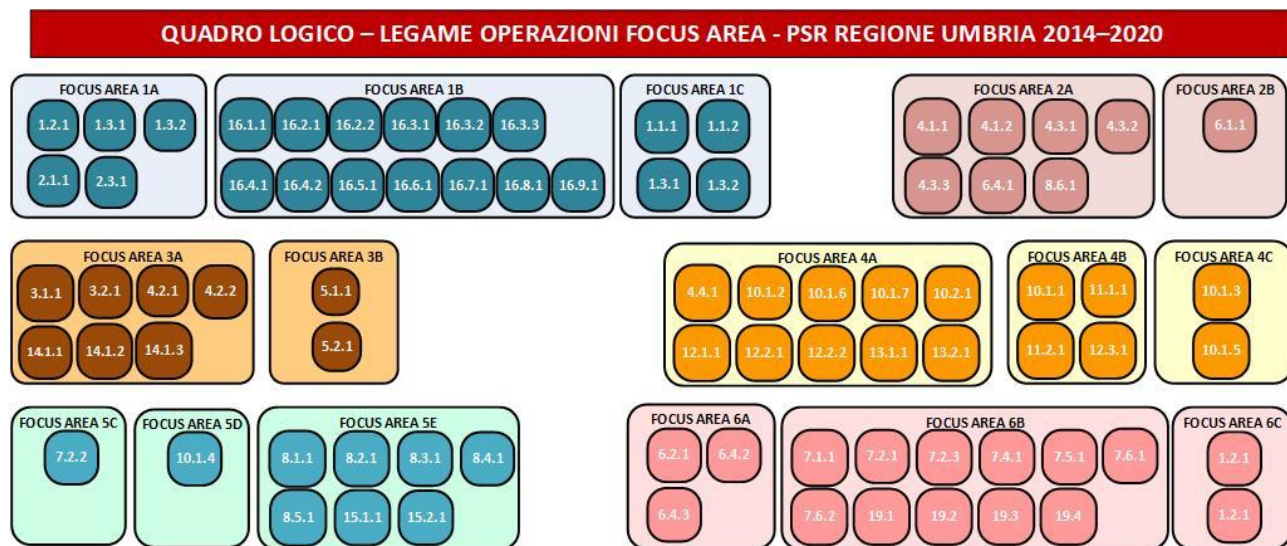 QUADRO LOGICO – LEGAME OPERAZIONI FOCUS AREA - PSR REGIONE UMBRIA 2014–2020
FOCUS AREA 1A
1.2.1 1.3.1 1.3.2
2.1.1 2.3.1
FOCUS AREA 1B
16.1.1 16.2.1 16.2.2 16.3.1 16.3.2 16.3.3
16.4.1 16.4.2 16.5.1 16.6.1 16.7.1 16.8.1 16.9.1
FOCUS AREA 1C
1.1.1 1.1.2
1.3.1 1.3.2
FOCUS AREA 2A
4.1.1 4.1.2 4.3.1 4.3.2
4.3.3 6.4.1 8.6.1
FOCUS AREA 2B
6.1.1
FOCUS AREA 3A
3.1.1 3.2.1 4.2.1 4.2.2
14.1.1 14.1.2 14.1.3
FOCUS AREA 3B
5.1.1
5.2.1
FOCUS AREA 4A
4.4.1 10.1.2 10.1.6 10.1.7 10.2.1
12.1.1 12.2.1 12.2.2 13.1.1 13.2.1
FOCUS AREA 4B
10.1.1 11.1.1
11.2.1 12.3.1
FOCUS AREA 4C
10.1.3
10.1.5
FOCUS AREA 5C
7.2.2
FOCUS AREA 5D
10.1.4
FOCUS AREA 5E
8.1.1 8.2.1 8.3.1 8.4.1
8.5.1 15.1.1 15.2.1
FOCUS AREA 6A
6.2.1 6.4.2
6.4.3
FOCUS AREA 6B
7.1.1 7.2.1 7.2.3 7.4.1 7.5.1 7.6.1
7.6.2 19.1 19.2 19.3 19.4
FOCUS AREA 6C
1.2.1
1.2.1